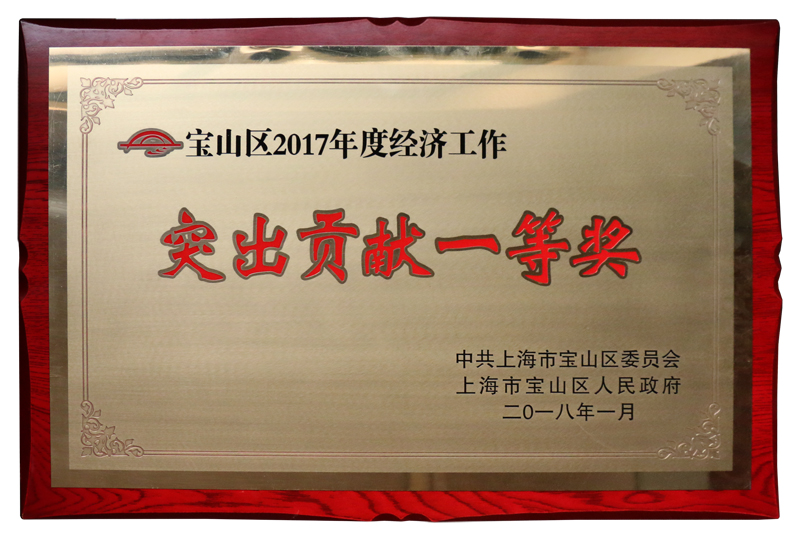 宝山区2017年度经济工作
突出贡献一等奖
中共上海市宝山区委员会
上海市宝山区人民政府
二〇一八年一月